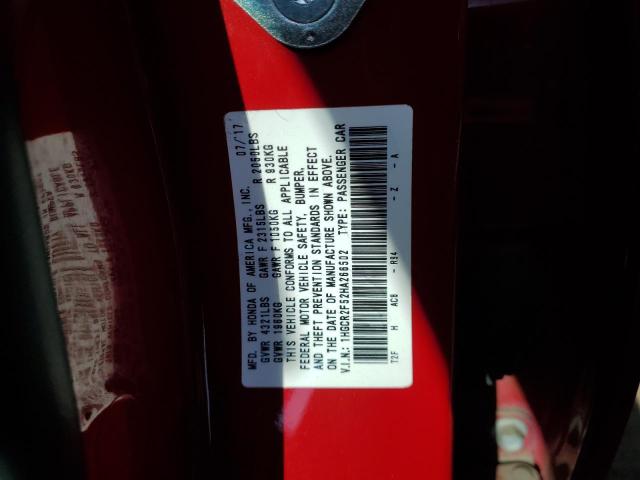 MFD. BY HONDA OF AMERICA MFG., INC. 07/'17
GVWR 4321LBS GAWR F 2315LBS R 2050LBS
GVWR 1960KG GAWR F 1050KG R 930KG
THIS VEHICLE CONFORMS TO ALL APPLICABLE
FEDERAL MOTOR VEHICLE SAFETY, BUMPER,
AND THEFT PREVENTION STANDARDS IN EFFECT
ON THE DATE OF MANUFACTURE SHOWN ABOVE.
V.I.N.: 1HGCR2F52HA266502 TYPE: PASSENGER CAR
T2F H AC6 - R94 - Z - A